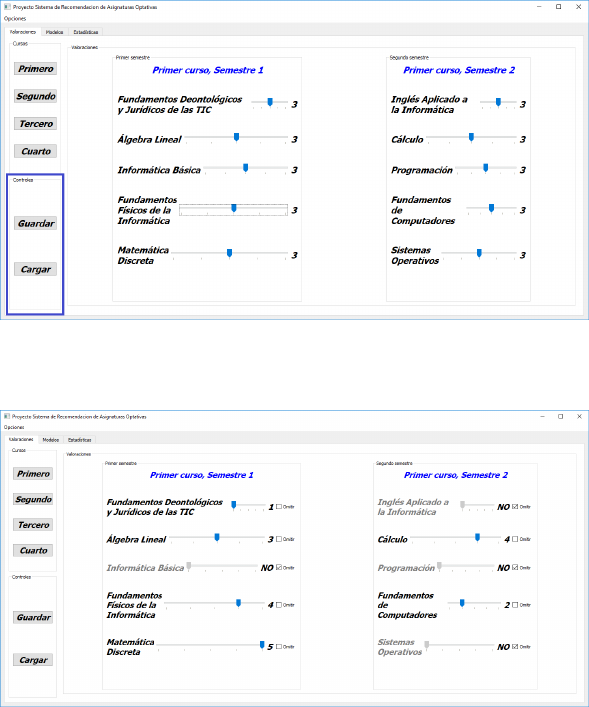 Proyecto Sistema de Recomendacion de Asignaturas Optativas
Opciones
Valoraciones Modelos Estadísticas
Cursos
Primero
Segundo
Tercero
Cuarto
Controles
Guardar
Cargar
Valoraciones
Primer semestre
Primer curso, Semestre 1
Fundamentos Deontológicos
y Jurídicos de las TIC 3
Álgebra Lineal 3
Informática Básica 3
Fundamentos
Físicos de la
Informática 3
Matemática
Discreta 3
Segundo semestre
Primer curso, Semestre 2
Inglés Aplicado a
la Informática 3
Cálculo 3
Programación 3
Fundamentos
de
Computadores 3
Sistemas
Operativos 3
Proyecto Sistema de Recomendacion de Asignaturas Optativas
Opciones
Valoraciones Modelos Estadísticas
Cursos
Primero
Segundo
Tercero
Cuarto
Controles
Guardar
Cargar
Valoraciones
Primer semestre
Primer curso, Semestre 1
Fundamentos Deontológicos
y Jurídicos de las TIC 1 Omitir
Álgebra Lineal 3 Omitir
Informática Básica NO Omitir
Fundamentos
Físicos de la
Informática 4 Omitir
Matemática
Discreta 5 Omitir
Segundo semestre
Primer curso, Semestre 2
Inglés Aplicado a
la Informática NO Omitir
Cálculo 4 Omitir
Programación NO Omitir
Fundamentos
de
Computadores 2 Omitir
Sistemas
Operativos NO Omitir